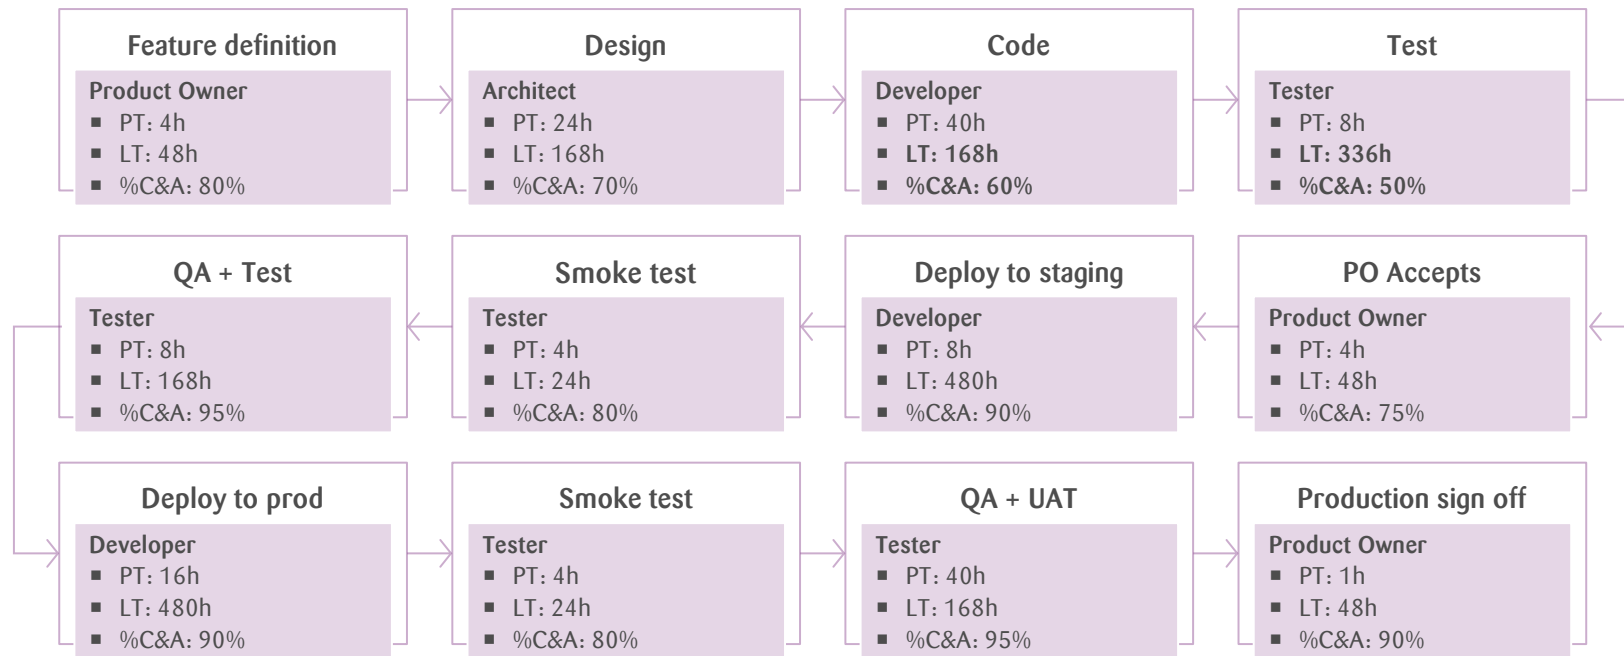 Feature definition
Product Owner
▪ PT: 4h
▪ LT: 48h
▪ %C&A: 80%
Design
Architect
▪ PT: 24h
▪ LT: 168h
▪ %C&A: 70%
Code
Developer
▪ PT: 40h
▪ LT: 168h
▪ %C&A: 60%
Test
Tester
▪ PT: 8h
▪ LT: 336h
▪ %C&A: 50%
PO Accepts
Product Owner
▪ PT: 4h
▪ LT: 48h
▪ %C&A: 75%
Deploy to staging
Developer
▪ PT: 8h
▪ LT: 480h
▪ %C&A: 90%
Smoke test
Tester
▪ PT: 4h
▪ LT: 24h
▪ %C&A: 80%
QA + Test
Tester
▪ PT: 8h
▪ LT: 168h
▪ %C&A: 95%
Deploy to prod
Developer
▪ PT: 16h
▪ LT: 480h
▪ %C&A: 90%
Smoke test
Tester
▪ PT: 4h
▪ LT: 24h
▪ %C&A: 80%
QA + UAT
Tester
▪ PT: 40h
▪ LT: 168h
▪ %C&A: 95%
Production sign off
Product Owner
▪ PT: 1h
▪ LT: 48h
▪ %C&A: 90%